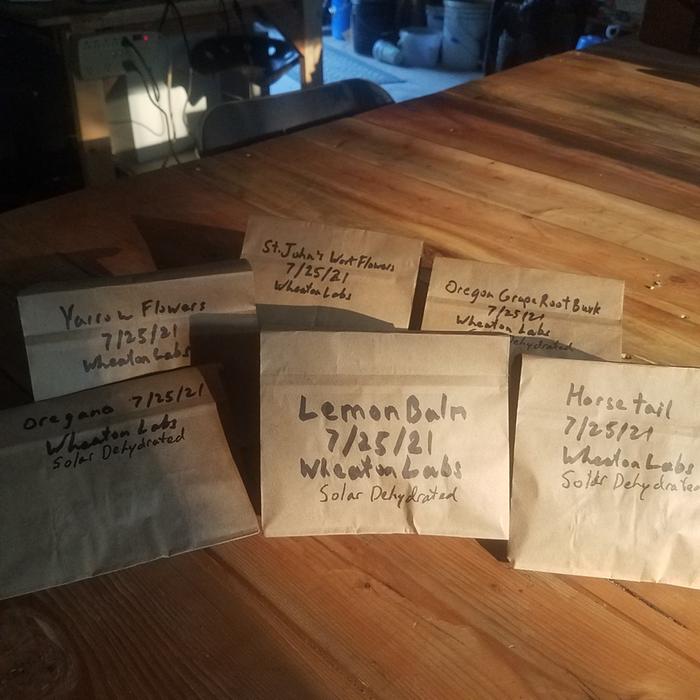 St. John's Wort Flowers
7/25/21
Wheaton Labs
Yarrow Flowers
7/25/21
Wheaton Labs
Oregon Grape Root Bark
7/25/21
Wheaton Labs
Dehydrated
Oregano 7/25/21
Wheaton Labs
Solar Dehydrated
Lemon Balm
7/25/21
Wheaton Labs
Solar Dehydrated
Horsetail
7/25/21
Wheaton Labs
Solar Dehydrated